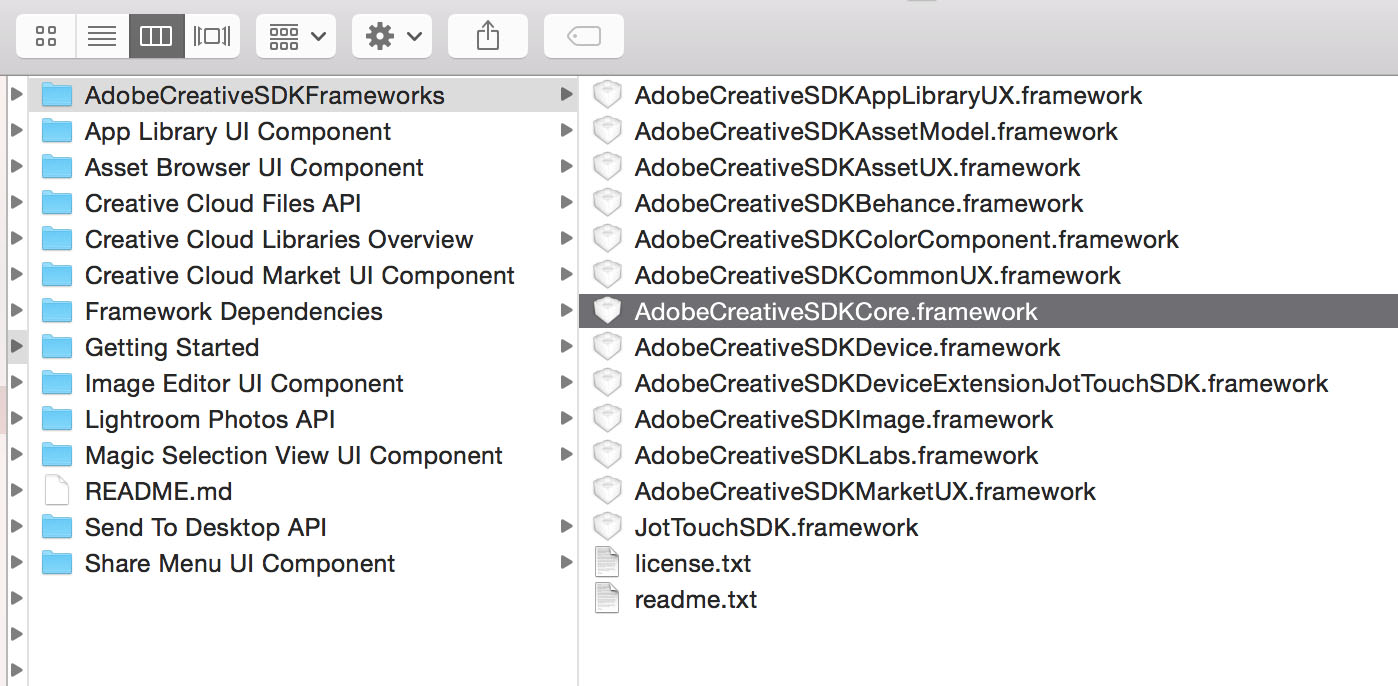 AdobeCreativeSDKFrameworks
App Library UI Component
Asset Browser UI Component
Creative Cloud Files API
Creative Cloud Libraries Overview
Creative Cloud Market UI Component
Framework Dependencies
Getting Started
Image Editor UI Component
Lightroom Photos API
Magic Selection View UI Component
README.md
Send To Desktop API
Share Menu UI Component
AdobeCreativeSDKAppLibraryUX.framework
AdobeCreativeSDKAssetModel.framework
AdobeCreativeSDKAssetUX.framework
AdobeCreativeSDKBehance.framework
AdobeCreativeSDKColorComponent.framework
AdobeCreativeSDKCommonUX.framework
AdobeCreativeSDKCore.framework
AdobeCreativeSDKDevice.framework
AdobeCreativeSDKDeviceExtensionJotTouchSDK.framework
AdobeCreativeSDKImage.framework
AdobeCreativeSDKLabs.framework
AdobeCreativeSDKMarketUX.framework
JotTouchSDK.framework
license.txt
readme.txt